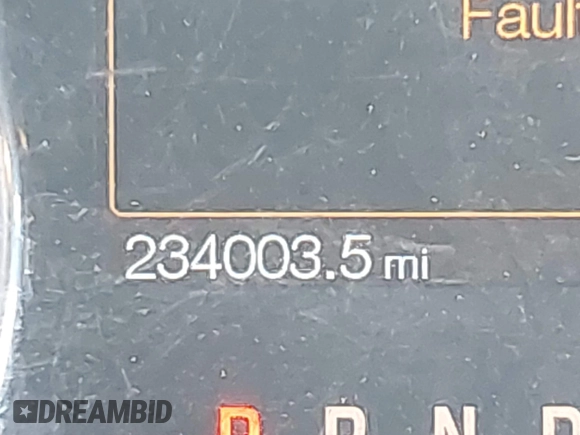 Faul
234003.5 mi
P R N D
DREAMBID